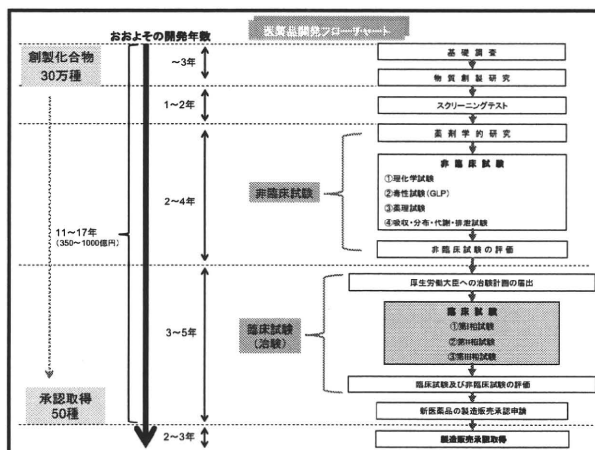 おおよその開発年数
医薬品開発フローチャート
創製化合物
30万種
～3年
1～2年
2～4年
3～5年
2～3年
11～17年
(350～1000億円)
承認取得
50種
非臨床試験
臨床試験
(治験)
基礎調査
物質創製研究
スクリーニングテスト
薬剤学的研究
非臨床試験
①理化学試験
②毒性試験(GLP)
③薬理試験
④吸収・分布・代謝・排泄試験
非臨床試験の評価
厚生労働大臣への治験計画の届出
臨床試験
①第I相試験
②第II相試験
③第III相試験
臨床試験及び非臨床試験の評価
新医薬品の製造販売承認申請
製造販売承認取得